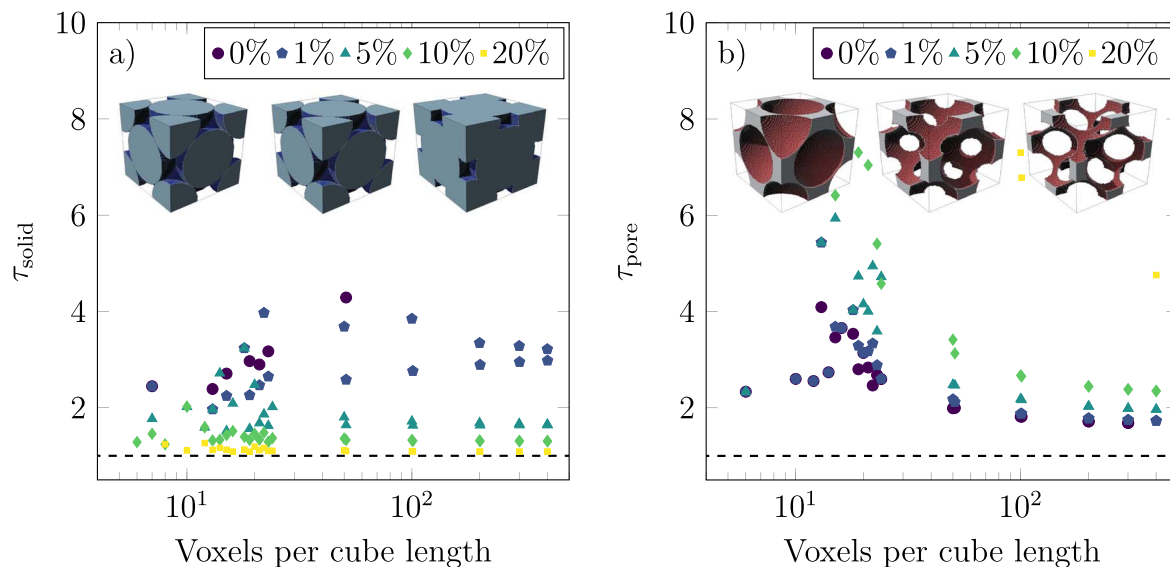 a) 0% 1% 5% 10% 20%
10
8
6
4
2
τsolid
10¹ 10²
Voxels per cube length
b) 0% 1% 5% 10% 20%
10
8
6
4
2
τpore
10¹ 10²
Voxels per cube length